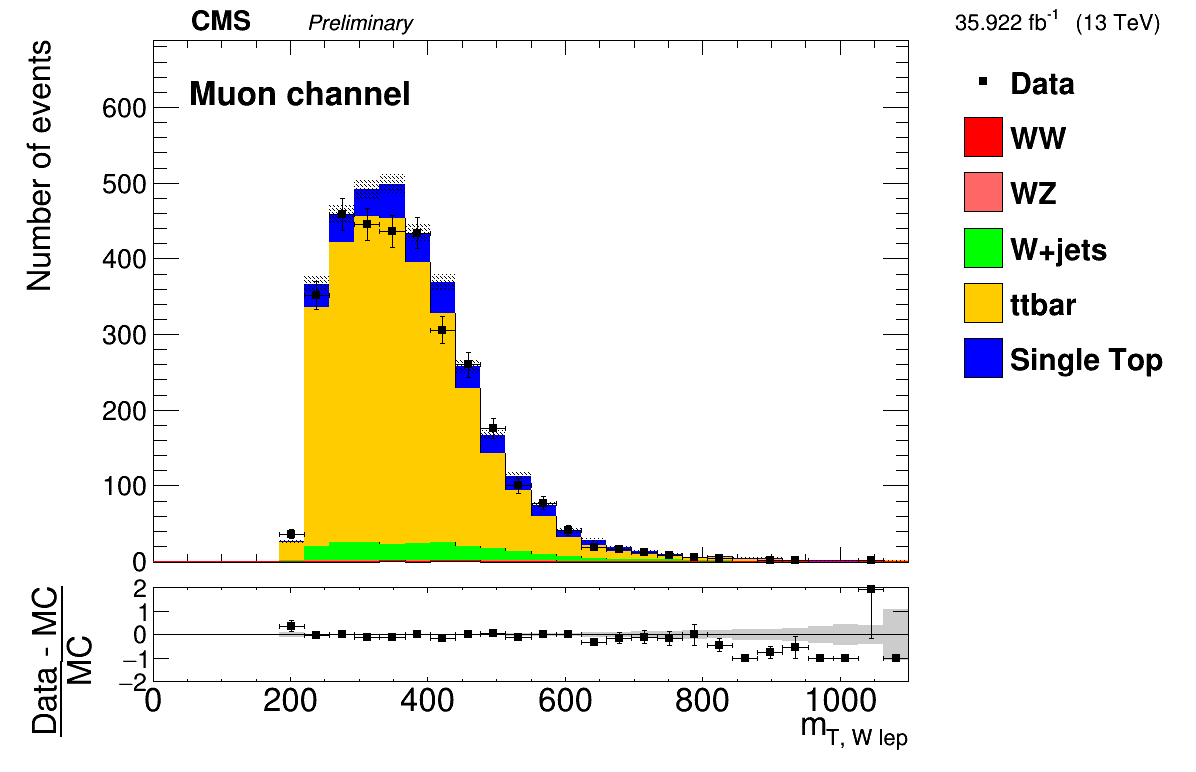 CMS Preliminary 35.922 fb-1 (13 TeV)
Number of events
Muon channel
600
500
400
300
200
100
0
Data
WW
WZ
W+jets
ttbar
Single Top
Data - MC
MC
2
1
0
−1
−2
0 200 400 600 800 1000
mT, W lep